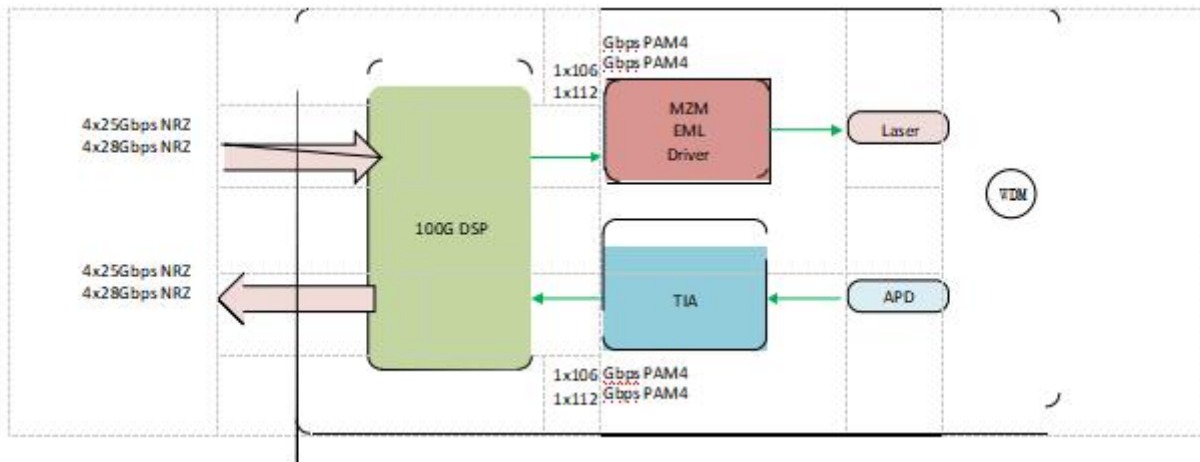 Gbps PAM4
Gbps PAM4
1x106
1x112
4x25Gbps NRZ
4x28Gbps NRZ
MZM
EML
Driver
Laser
WDM
100G DSP
4x25Gbps NRZ
4x28Gbps NRZ
TIA
APD
1x106 Gbps PAM4
1x112 Gbps PAM4